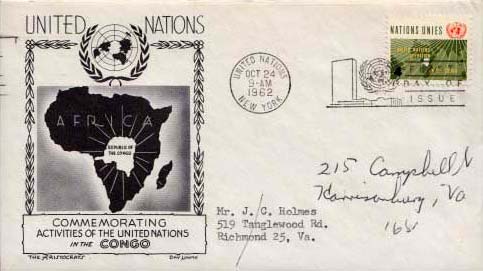 UNITED NATIONS
AFRICA
REPUBLIC OF
THE CONGO
COMMEMORATING
ACTIVITIES OF THE UNITED NATIONS
IN THE CONGO
THE ARISTOCRATS DAY LOWRY
UNITED NATIONS
OCT 24
9-AM
1962
NEW YORK
NATIONS UNIES
DAY OF
ISSUE
215 Campbell
Harrisonburg, Va
Mr. J. C. Holmes
519 Tanglewood Rd.
Richmond 25, Va.